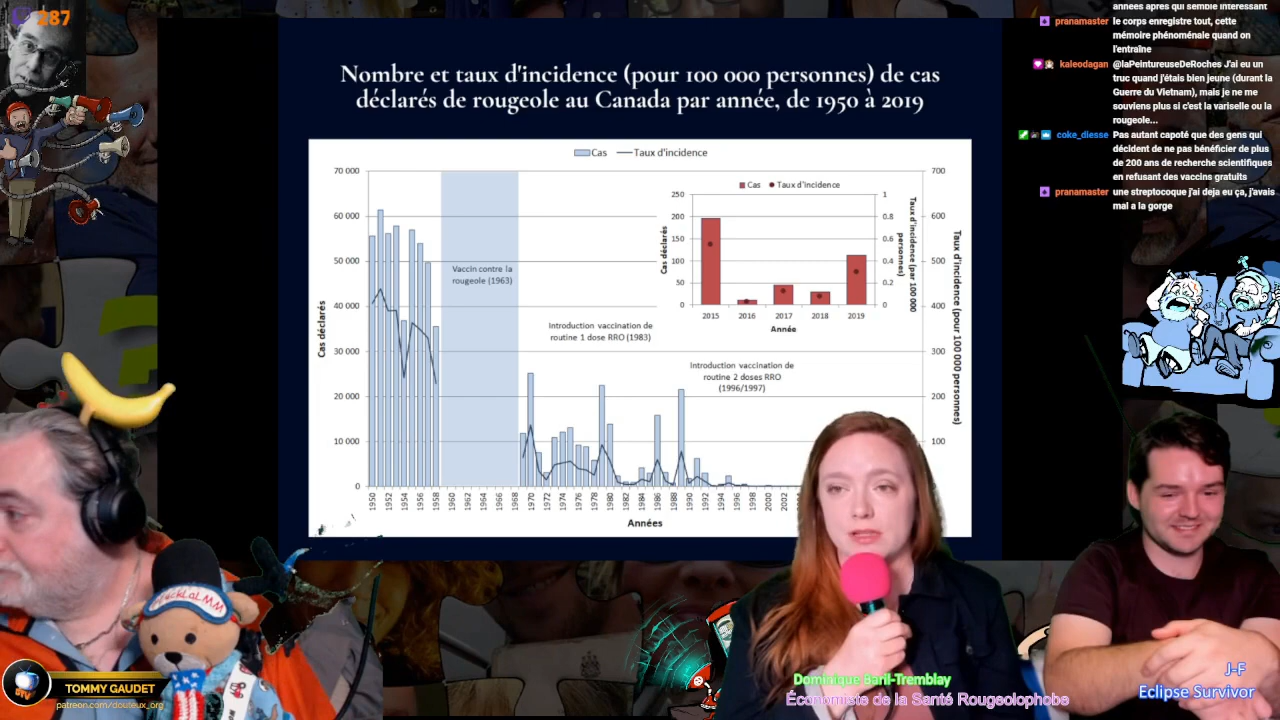 287
Nombre et taux d'incidence (pour 100 000 personnes) de cas
déclarés de rougeole au Canada par année, de 1950 à 2019
Cas
Taux d'incidence
70 000
60 000
50 000
40 000
30 000
20 000
10 000
0
Cas déclarés
Vaccin contre la
rougeole (1963)
Introduction vaccination de
routine 1 dose RRO (1983)
Introduction vaccination de
routine 2 doses RRO
(1996/1997)
Cas
Taux d'incidence
250
200
150
100
50
0
Cas déclarés
1
0.8
0.6
0.4
0.2
0
Taux d'incidence (par 100 000
personnes)
2015 2016 2017 2018 2019
Année
700
600
500
400
300
200
100
Taux d'incidence (pour 100 000 personnes)
1950 1952 1954 1956 1958 1960 1962 1964 1966 1968 1970 1972 1974 1976 1978 1980 1982 1984 1986 1988 1990 1992 1994 1996 1998 2000 2002
Années
années après qui semble intéressant
pranamaster le corps enregistre tout, cette
mémoire phénoménale quand on
l'entraîne
kaleodagan @laPeintureuseDeRoches J'ai eu un
truc quand j'étais bien jeune (durant la
Guerre du Vietnam), mais je ne me
souviens plus si c'est la variselle ou la
rougeole...
coke_diesse Pas autant capoté que des gens qui
décident de ne pas bénéficier de plus
de 200 ans de recherche scientifiques
en refusant des vaccins gratuits
pranamaster une streptocoque j'ai deja eu ça, j'avais
mal a la gorge
TOMMY GAUDET
patreon.com/douteux_org
Dominique Baril-Tremblay
Économiste de la Santé Rougeolophobe
J-F
Eclipse Survivor